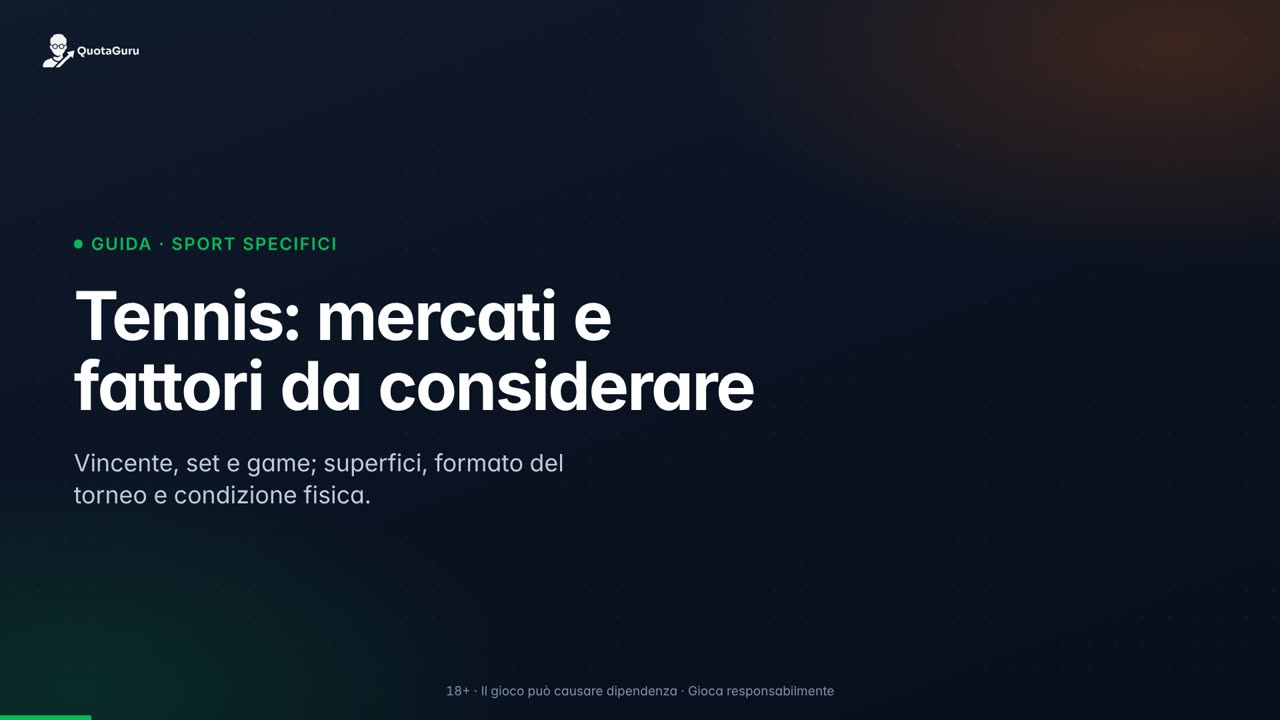 QuotaGuru
GUIDA · SPORT SPECIFICI
Tennis: mercati e
fattori da considerare
Vincente, set e game; superfici, formato del
torneo e condizione fisica.
18+ · Il gioco può causare dipendenza · Gioca responsabilmente